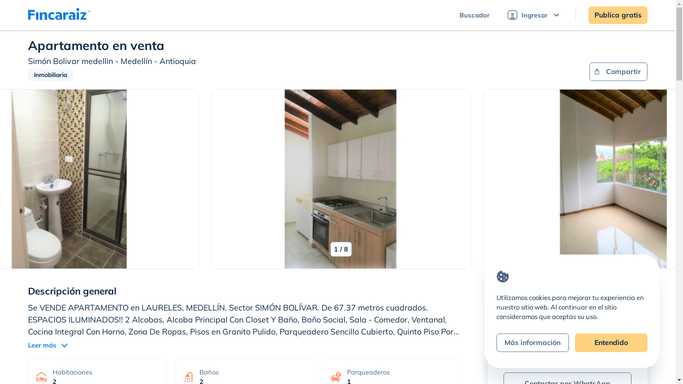 Fincaraiz
Buscador
Ingresar
Publica gratis
Apartamento en venta
Simón Bolivar medellin - Medellín - Antioquia
Inmobiliaria
Compartir
1 / 8
Descripción general
Se VENDE APARTAMENTO en LAURELES, MEDELLÍN, Sector SIMÓN BOLÍVAR. De 67.37 metros cuadrados.
ESPACIOS ILUMINADOS!! 2 Alcobas, Alcoba Principal Con Closet Y Baño, Baño Social, Sala - Comedor, Ventanal,
Cocina Integral Con Horno, Zona De Ropas, Pisos en Granito Pulido, Parqueadero Sencillo Cubierto, Quinto Piso Por...
Leer más
Habitaciones
2
Baños
2
Parqueaderos
1
Utilizamos cookies para mejorar tu experiencia en
nuestro sitio web. Al continuar en el sitio
consideramos que aceptas su uso.
Más información
Entendido
Contactar por WhatsApp